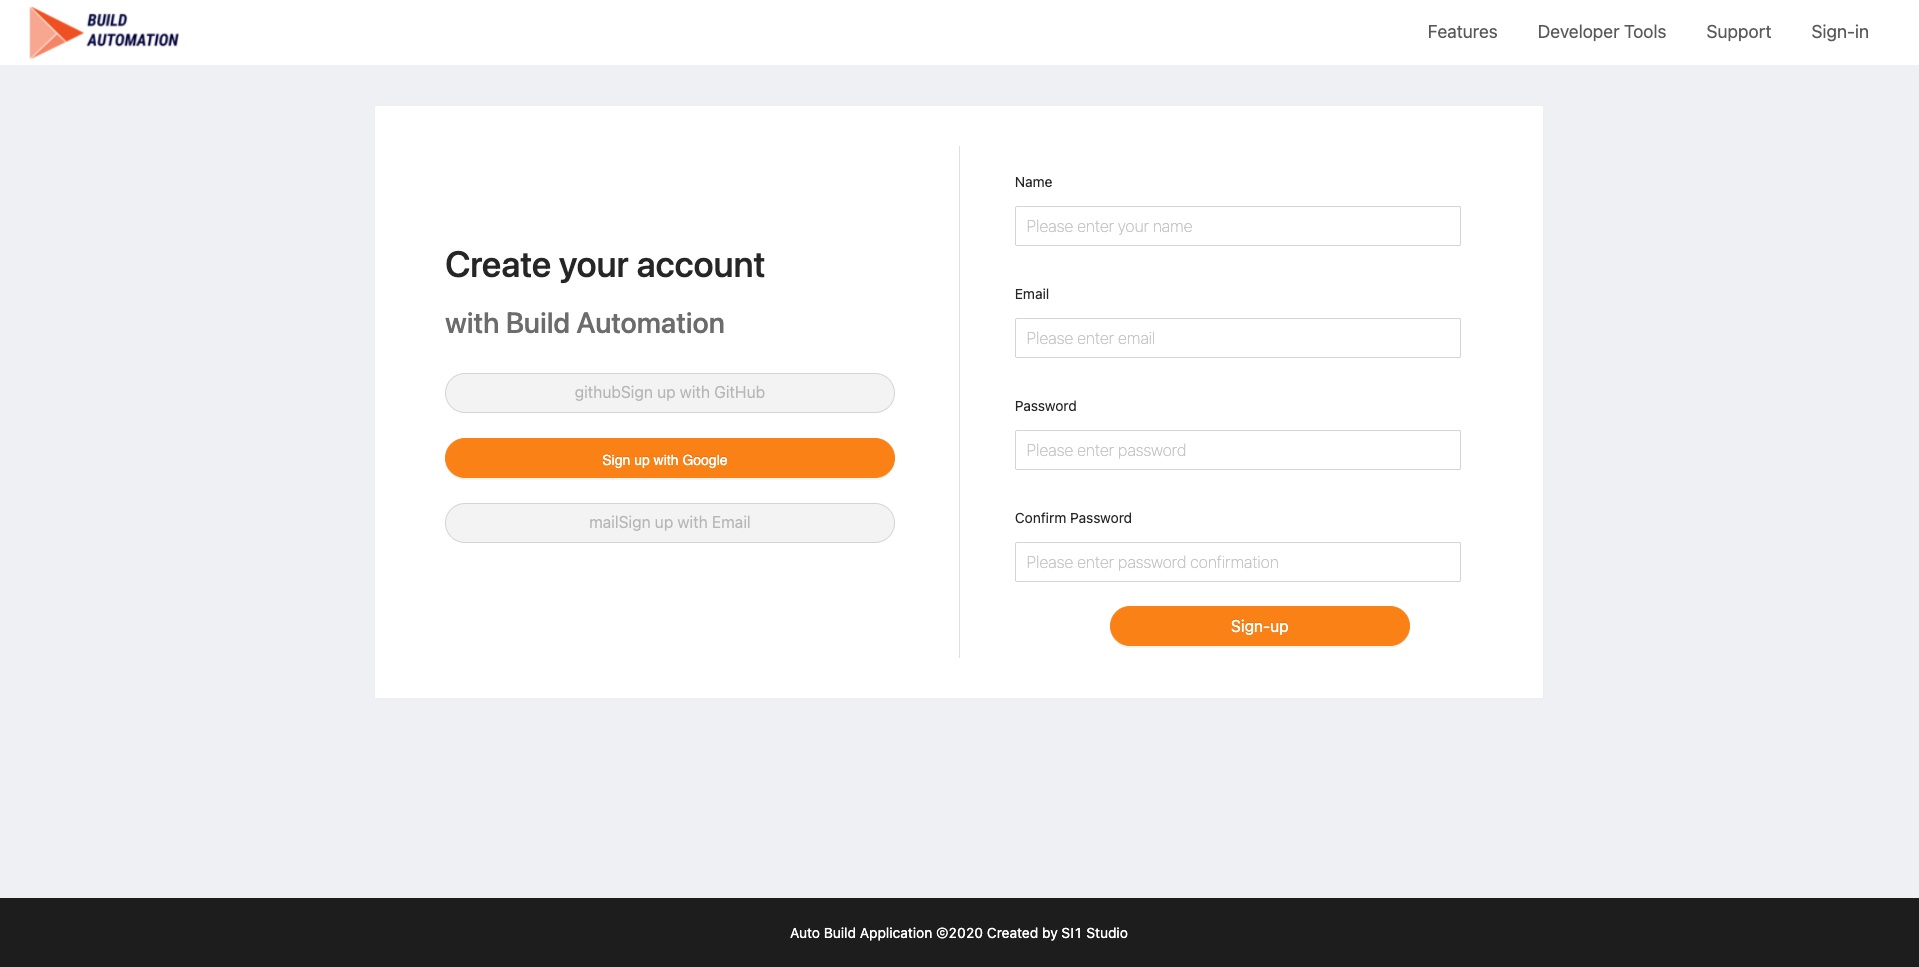 BUILD
AUTOMATION
Features
Developer Tools
Support
Sign-in
Create your account
with Build Automation
githubSign up with GitHub
Sign up with Google
mailSign up with Email
Name
Please enter your name
Email
Please enter email
Password
Please enter password
Confirm Password
Please enter password confirmation
Sign-up
Auto Build Application ©2020 Created by SI1 Studio